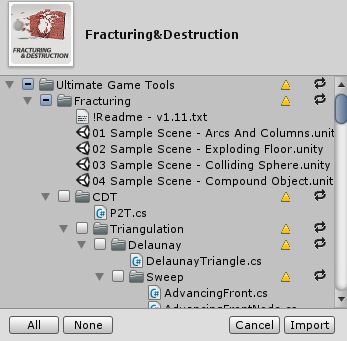 FRACTURING
& DESTRUCTION
Fracturing&Destruction
Ultimate Game Tools
Fracturing
!Readme - v1.11.txt
01 Sample Scene - Arcs And Columns.unit
02 Sample Scene - Exploding Floor.unity
03 Sample Scene - Colliding Sphere.unity
04 Sample Scene - Compound Object.unit
CDT
P2T.cs
Triangulation
Delaunay
DelaunayTriangle.cs
Sweep
AdvancingFront.cs
AdvancingFrontNode.cs
All None Cancel Import